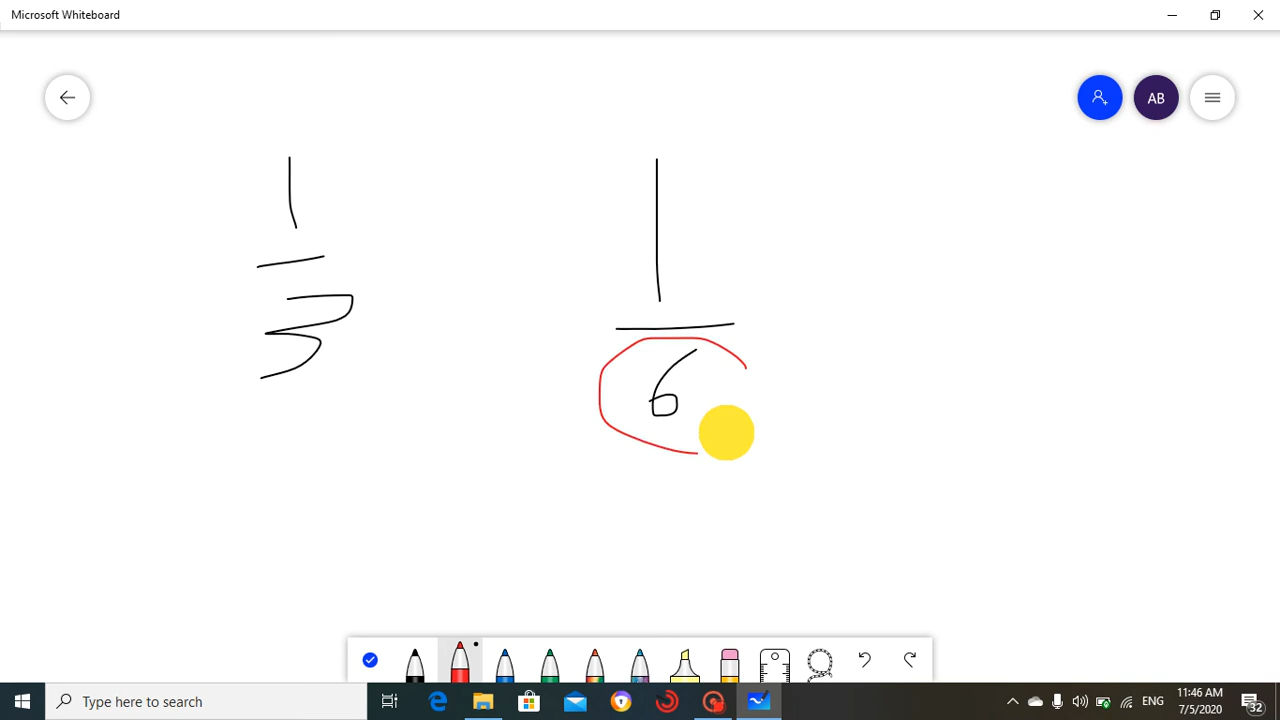 Microsoft Whiteboard
AB
1 1
3 6
Type here to search
ENG
11:46 AM
7/5/2020
32